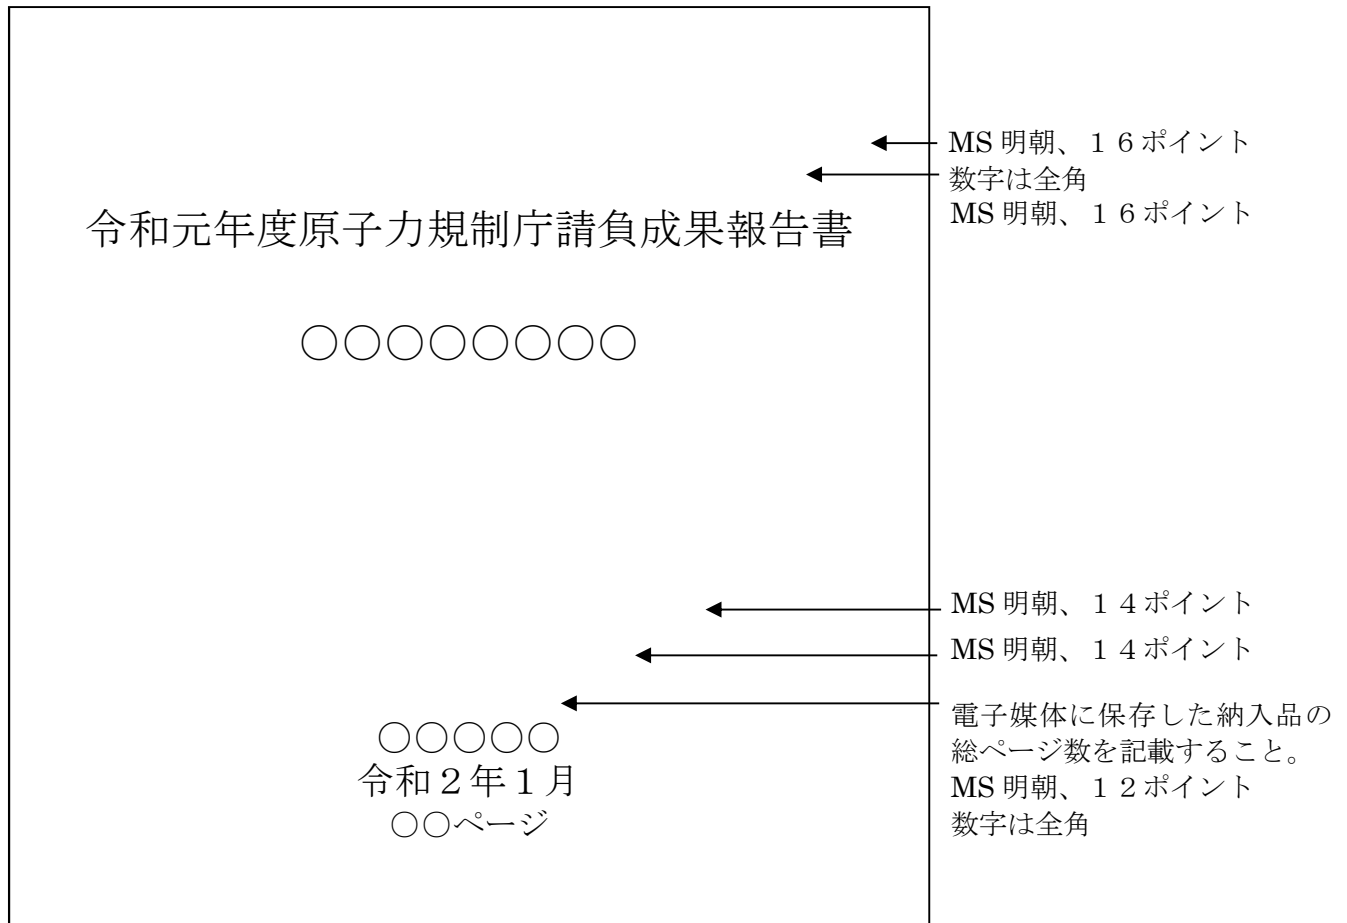 MS 明朝、１６ポイント
数字は全角
MS 明朝、１６ポイント
令和元年度原子力規制庁請負成果報告書
○○○○○○○○
MS 明朝、１４ポイント
MS 明朝、１４ポイント
電子媒体に保存した納入品の
総ページ数を記載すること。
MS 明朝、１２ポイント
数字は全角
○○○○○
令和２年１月
○○ページ